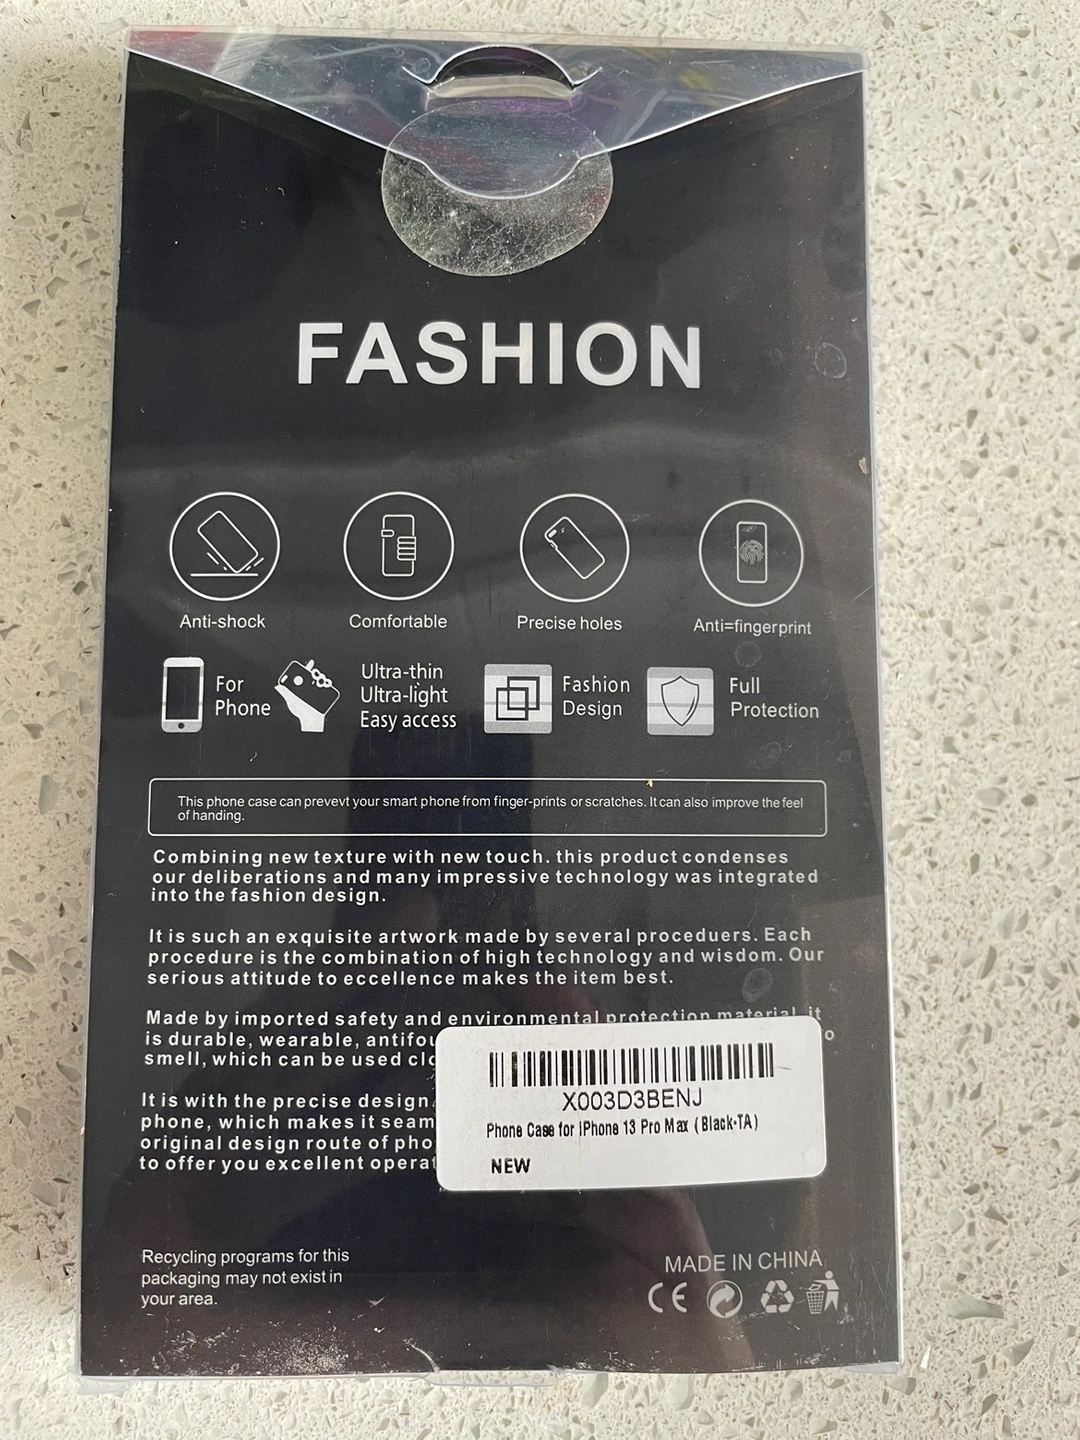 FASHION
Anti-shock
Comfortable
Precise holes
Anti=fingerprint
For
Phone
Ultra-thin
Ultra-light
Easy access
Fashion
Design
Full
Protection
This phone case can prevevt your smart phone from finger-prints or scratches. It can also improve the feel
of handing.
Combining new texture with new touch. this product condenses
our deliberations and many impressive technology was integrated
into the fashion design.
It is such an exquisite artwork made by several proceduers. Each
procedure is the combination of high technology and wisdom. Our
serious attitude to eccellence makes the item best.
Made by imported safety and environmental protection material, it
is durable, wearable,
smell, which can be used
It is with the precise design
phone, which makes it
original design route of
to offer you excellent
X003D3BENJ
Phone Case for iPhone 13 Pro Max (Black-TA)
NEW
Recycling programs for this
packaging may not exist in
your area.
MADE IN CHINA
CE